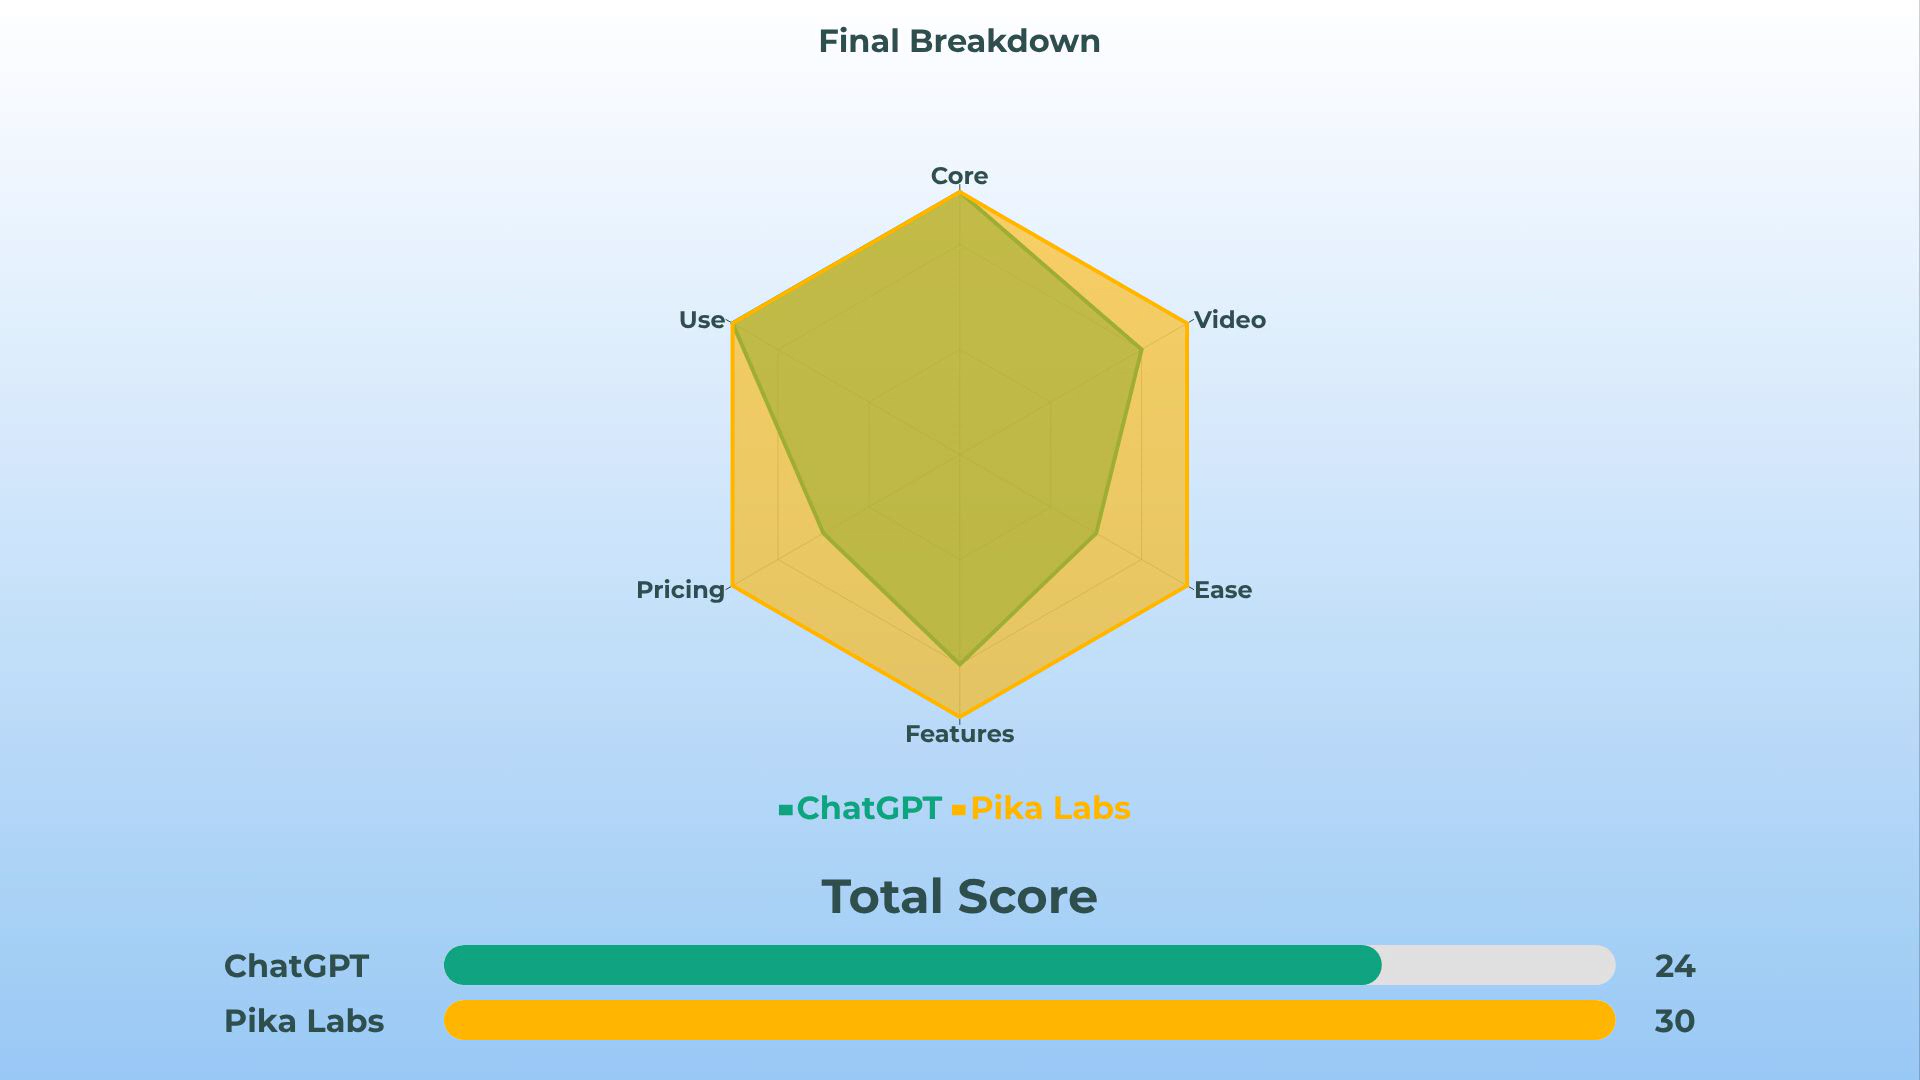 Final Breakdown
Core
Use
Video
Pricing
Ease
Features
ChatGPT Pika Labs
Total Score
ChatGPT 24
Pika Labs 30